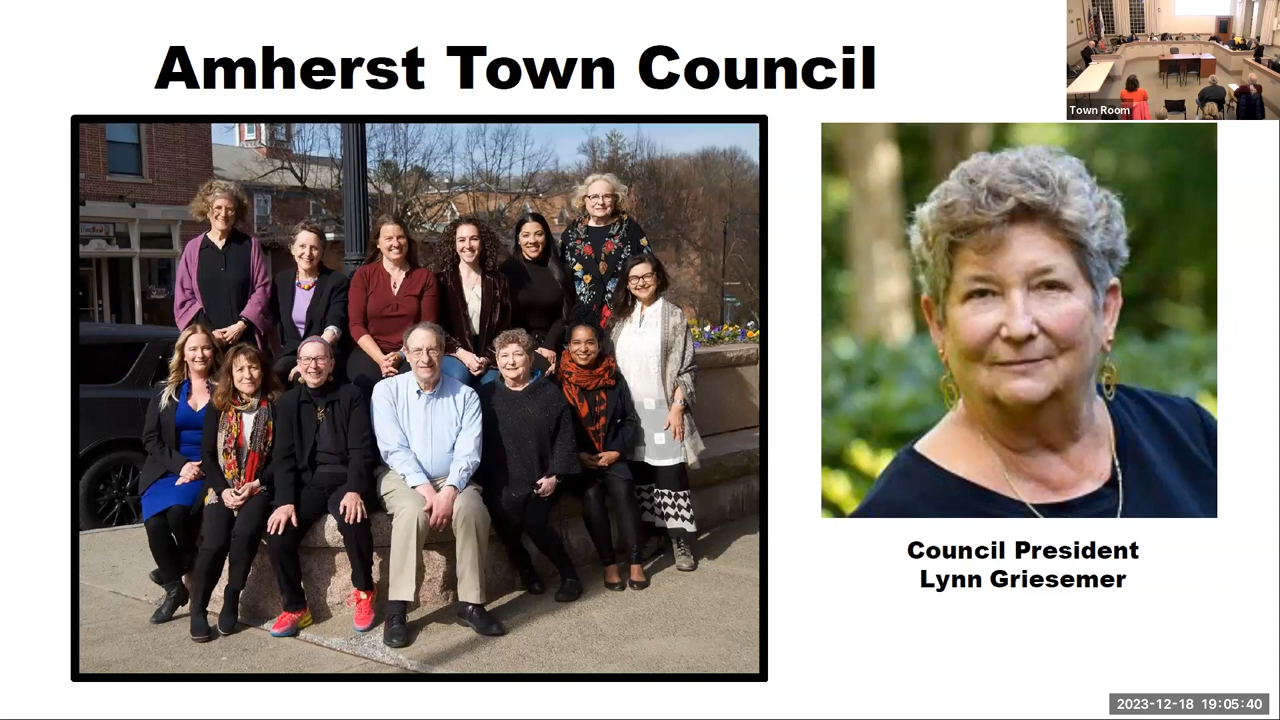 Amherst Town Council
Town Room
Council President
Lynn Griesemer
2023-12-18 19:05:40